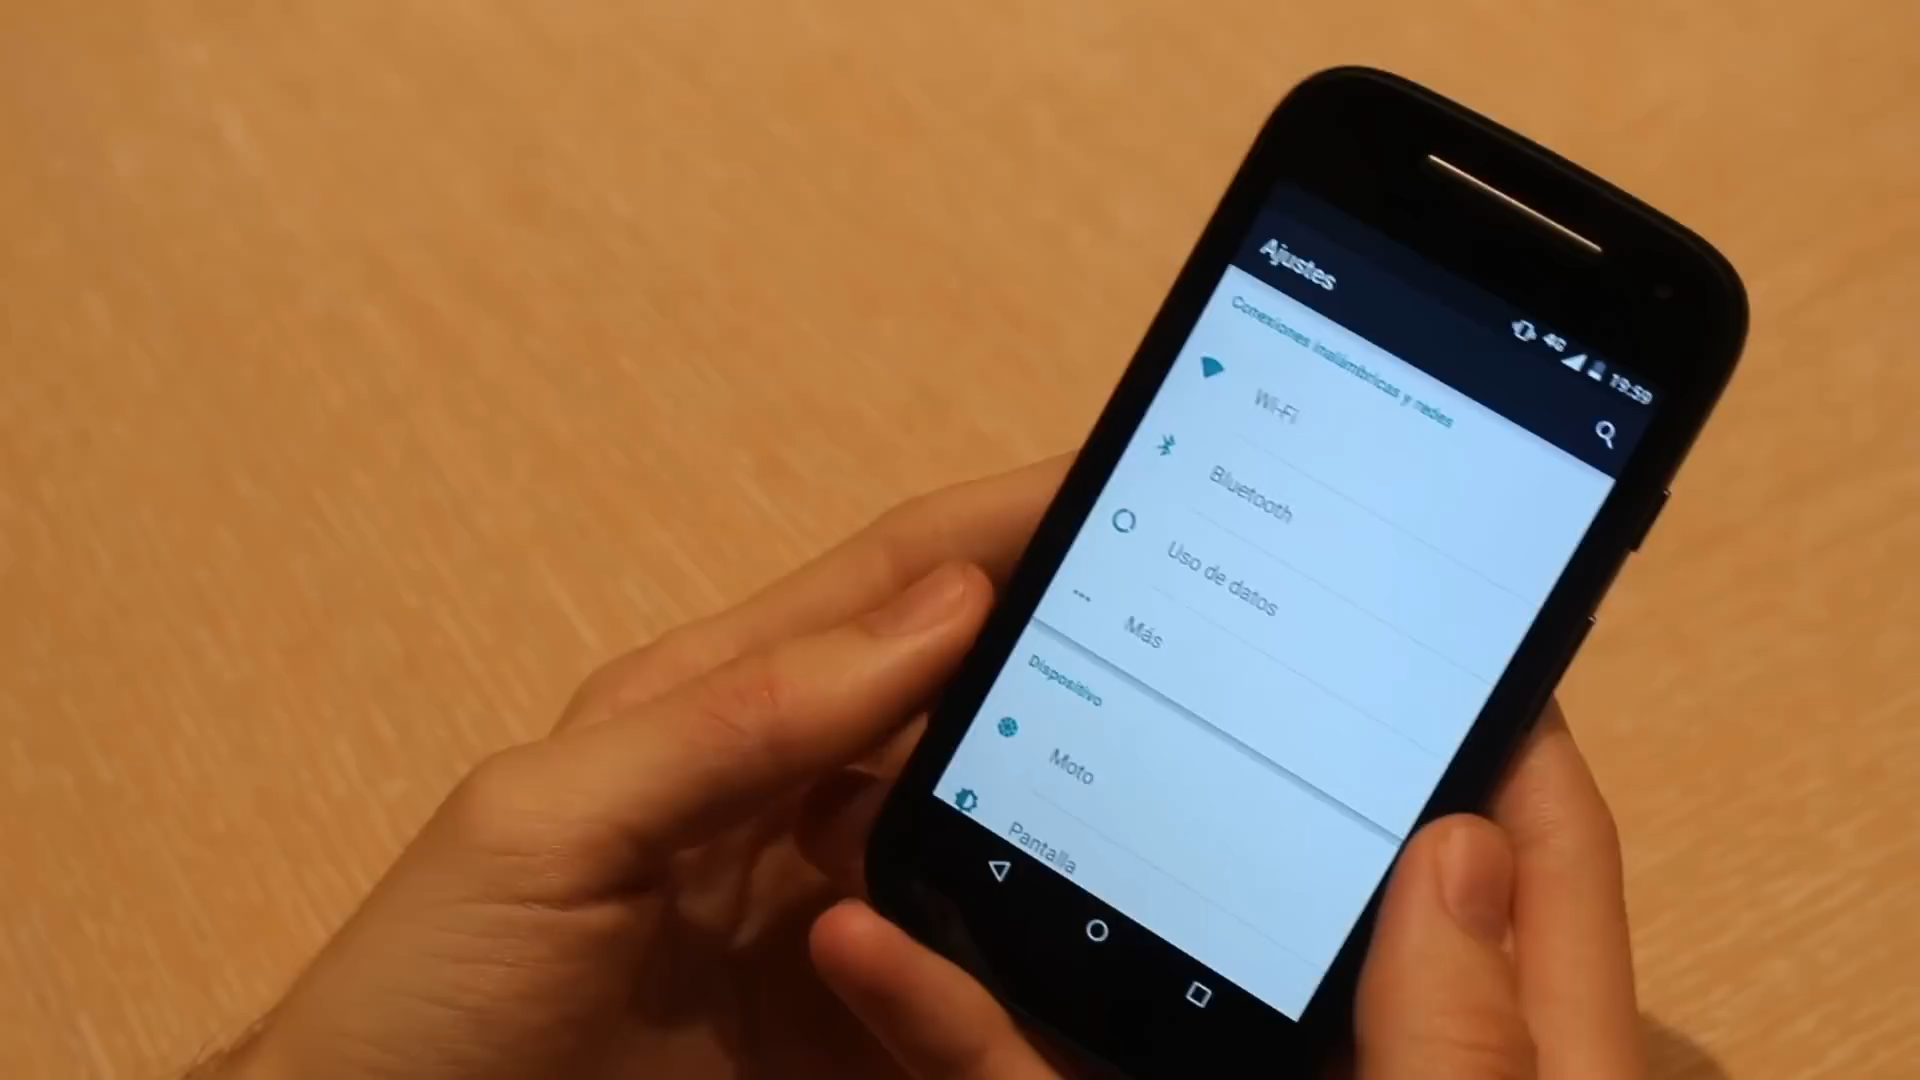 4G 19:59
Ajustes
Conexiones inalámbricas y redes
Wi-Fi
Bluetooth
Uso de datos
Más
Dispositivo
Moto
Pantalla